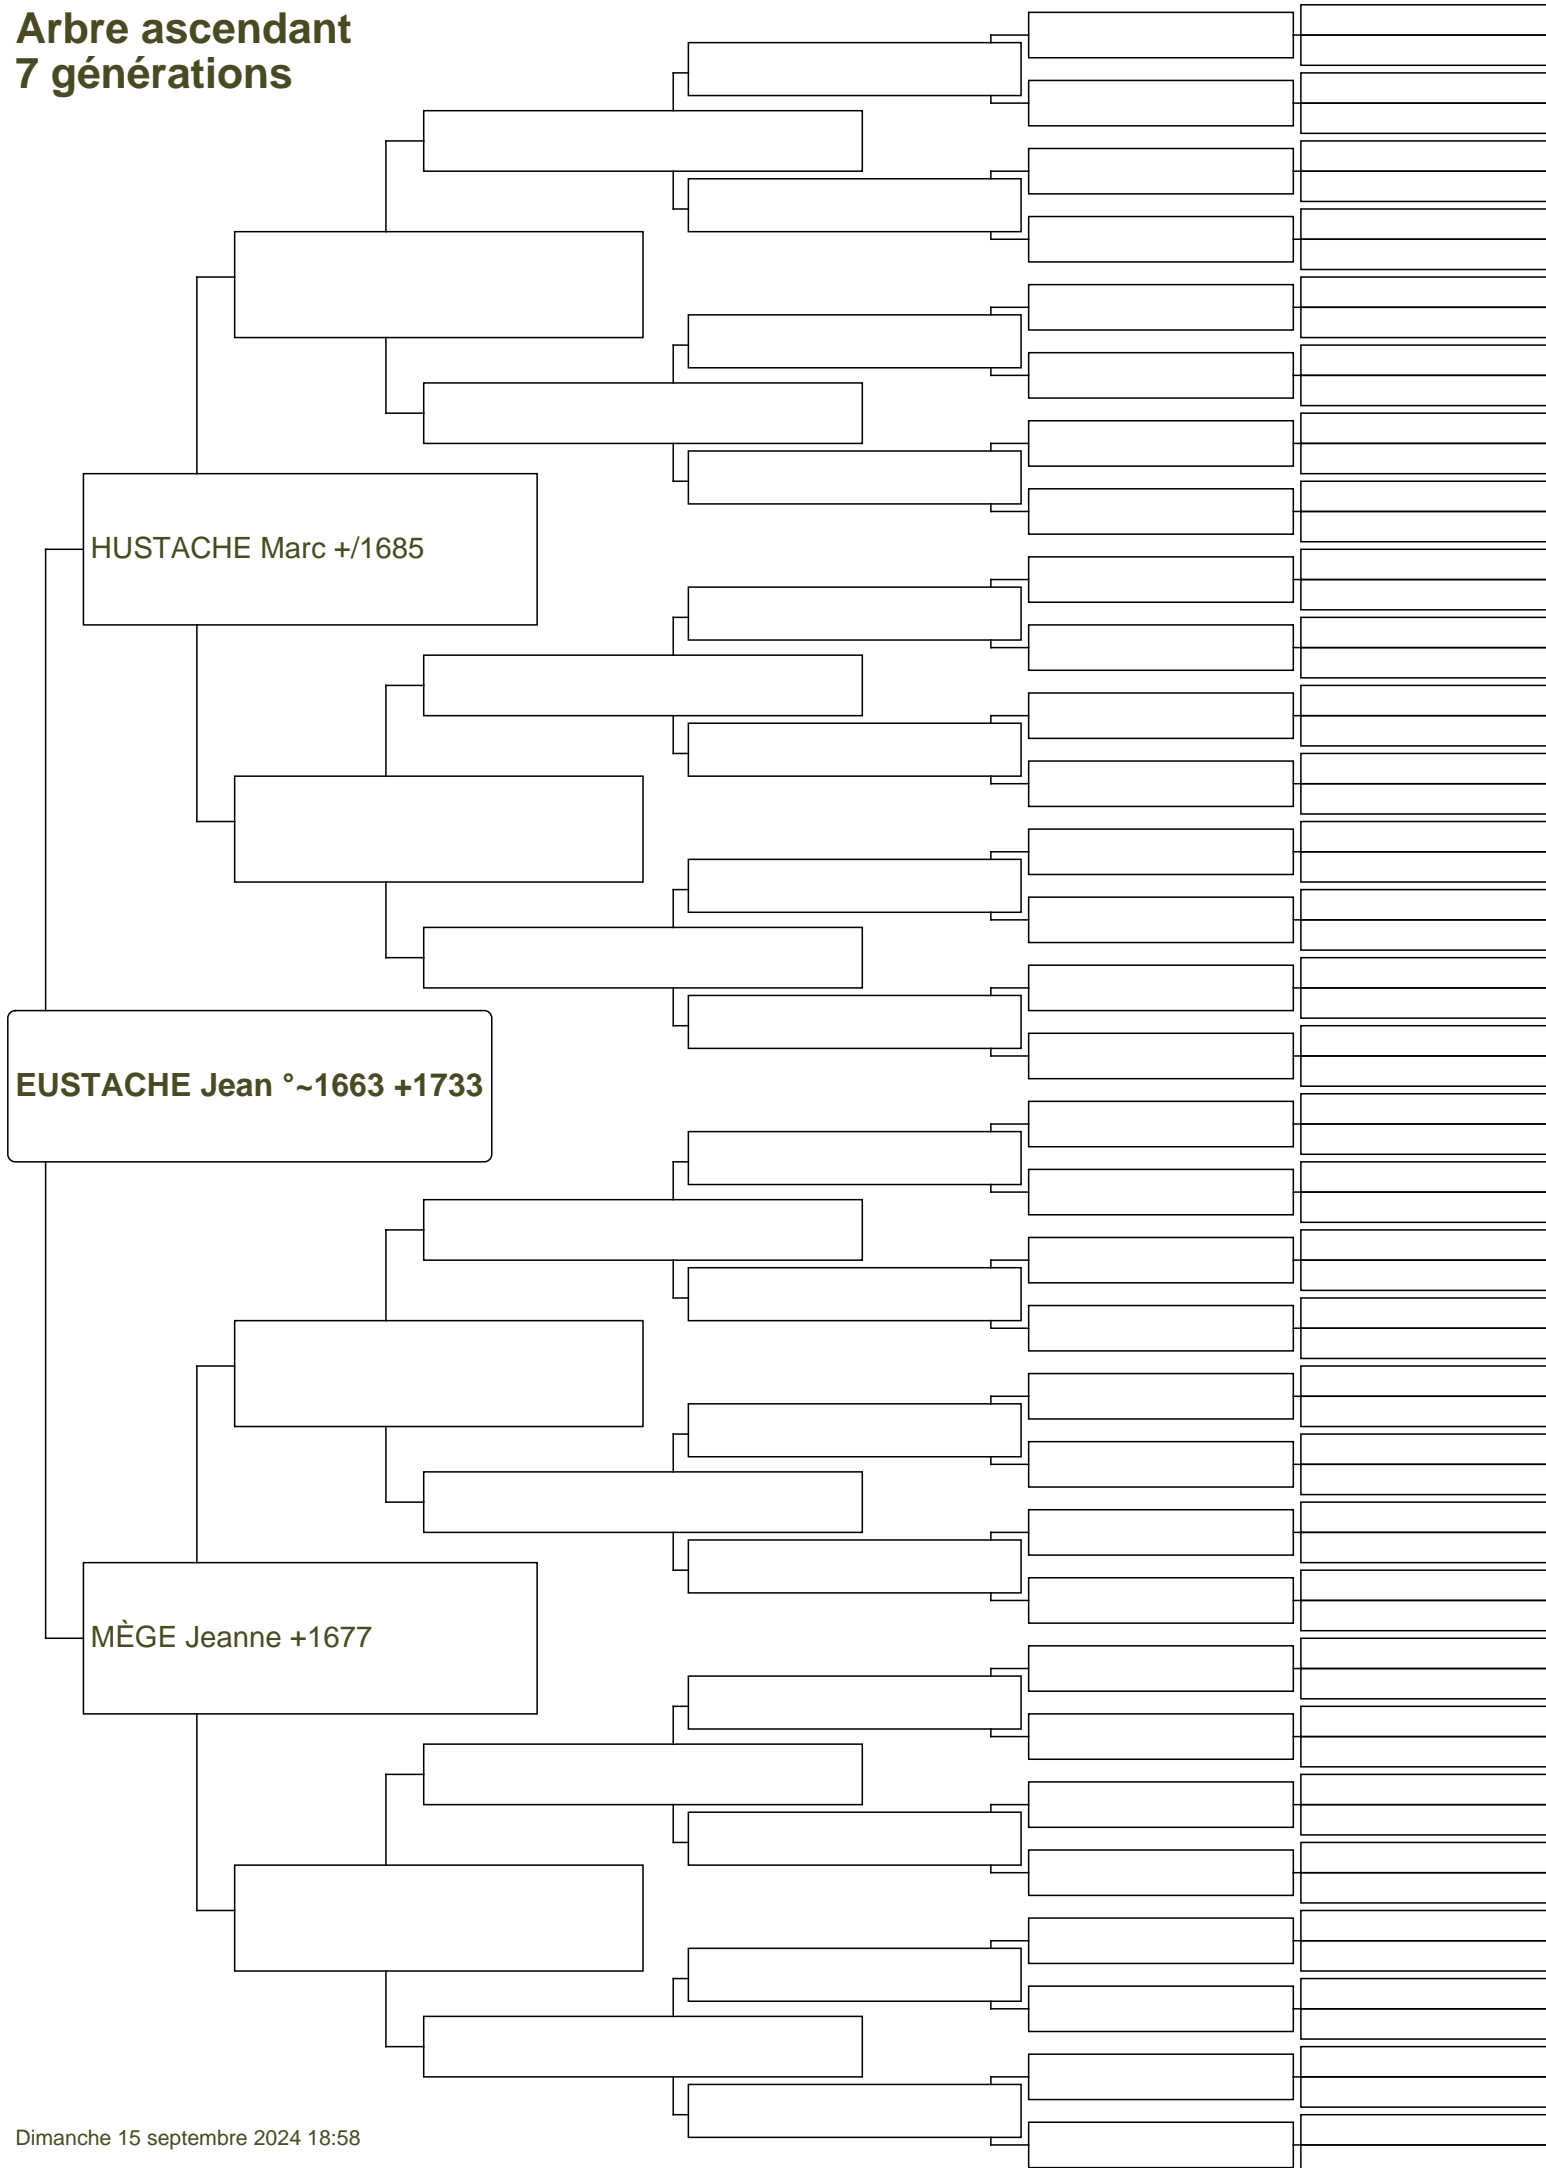 Arbre ascendant
7 générations
HUSTACHE Marc +/1685
EUSTACHE Jean °~1663 +1733
MÈGE Jeanne +1677
Dimanche 15 septembre 2024 18:58